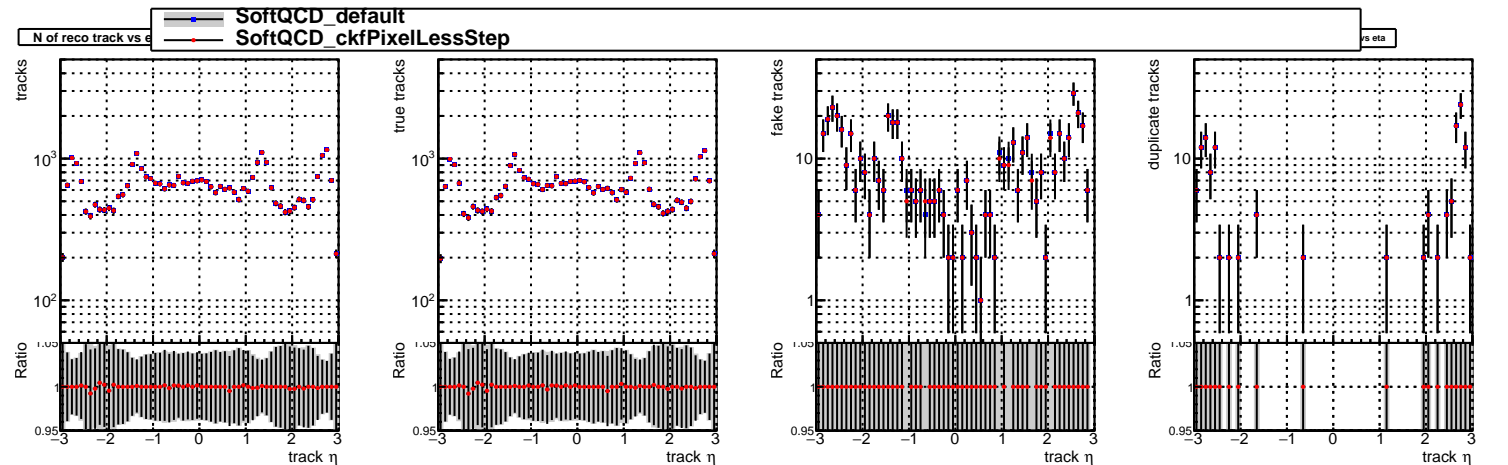 SoftQCD_default
SoftQCD_ckfPixelLessStep
N of reco track vs e
vs eta
tracks
10³
10²
Ratio
1.05
1
0.95
−3 −2 −1 0 1 2 3
track η
true tracks
10³
10²
Ratio
1.05
1
0.95
−3 −2 −1 0 1 2 3
track η
fake tracks
10
1
Ratio
1.05
1
0.95
−3 −2 −1 0 1 2 3
track η
duplicate tracks
10
1
Ratio
1.05
1
0.95
−3 −2 −1 0 1 2 3
track η